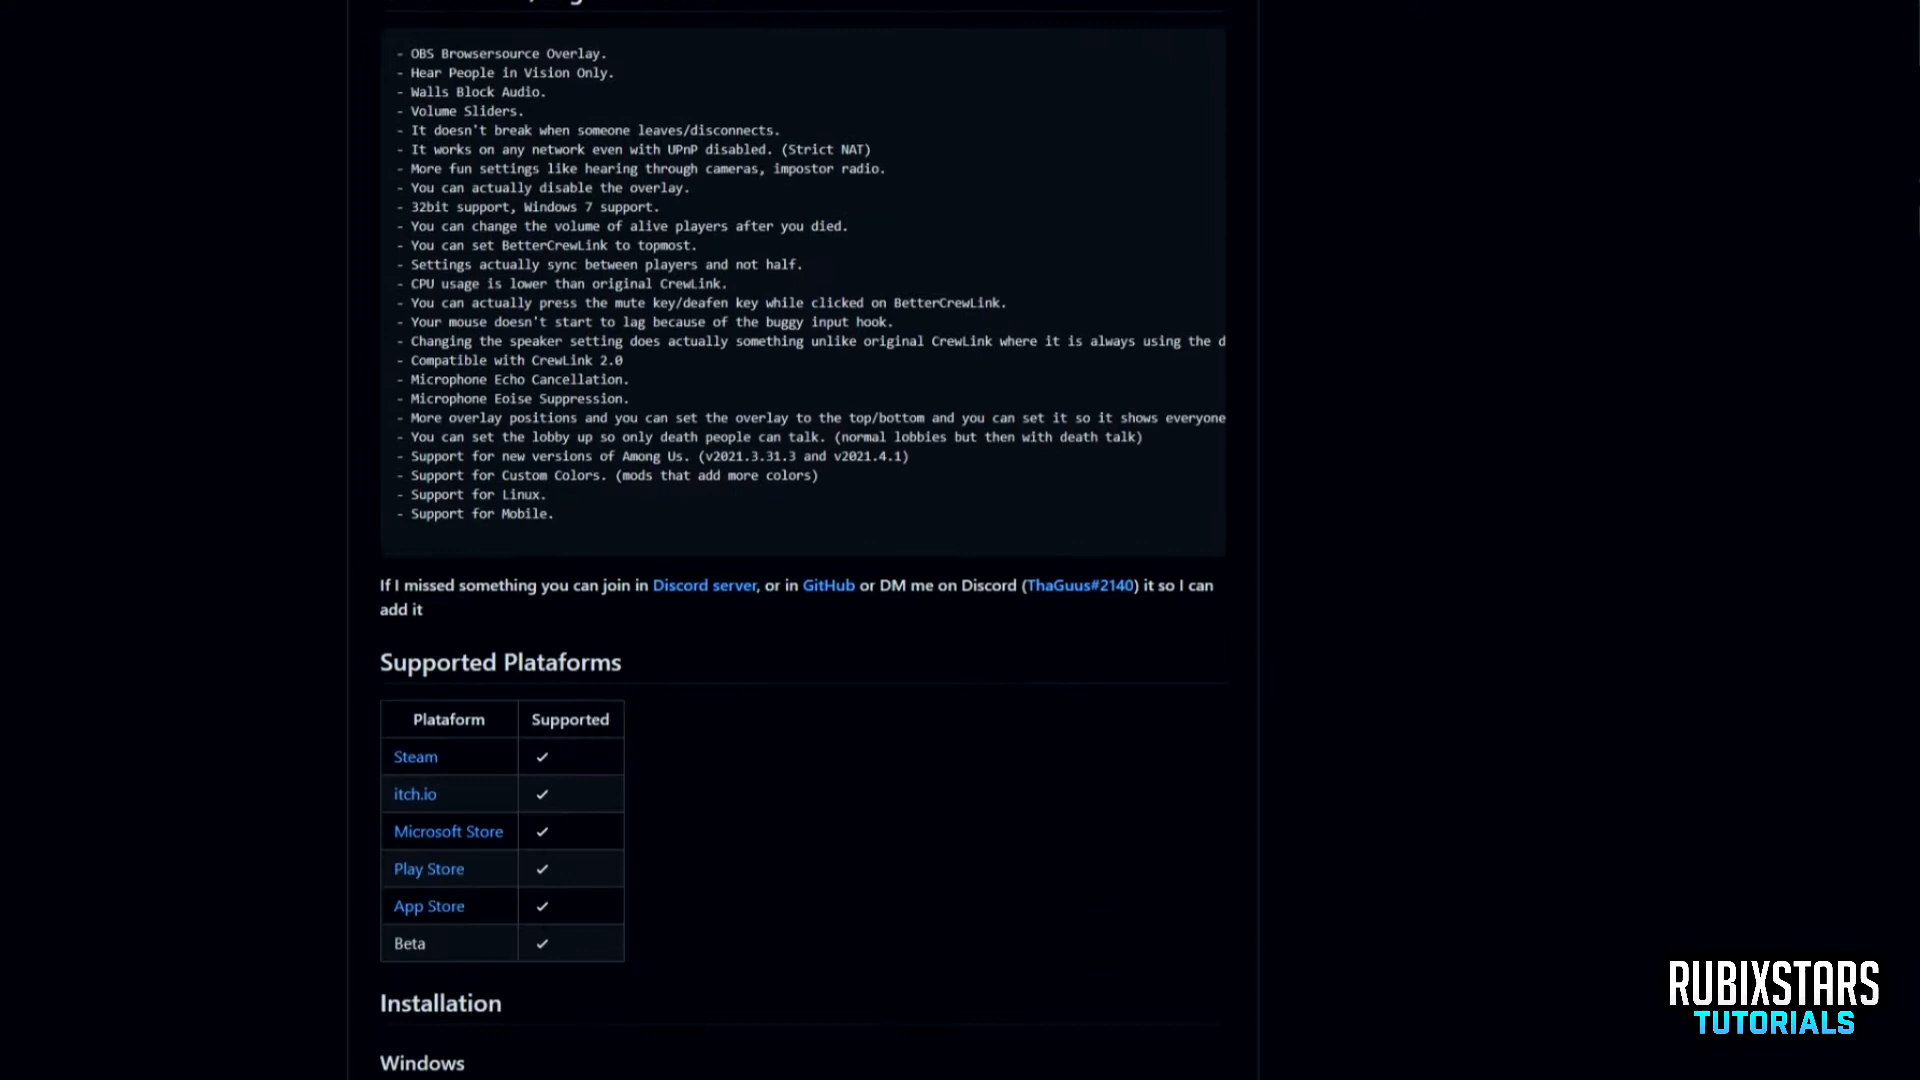 - OBS Browsersource Overlay.
- Hear People in Vision Only.
- Walls Block Audio.
- Volume Sliders.
- It doesn't break when someone leaves/disconnects.
- It works on any network even with UPnP disabled. (Strict NAT)
- More fun settings like hearing through cameras, impostor radio.
- You can actually disable the overlay.
- 32bit support, Windows 7 support.
- You can change the volume of alive players after you died.
- You can set BetterCrewLink to topmost.
- Settings actually sync between players and not half.
- CPU usage is lower than original CrewLink.
- You can actually press the mute key/deafen key while clicked on BetterCrewLink.
- Your mouse doesn't start to lag because of the buggy input hook.
- Changing the speaker setting does actually something unlike original CrewLink where it is always using the d
- Compatible with CrewLink 2.0
- Microphone Echo Cancellation.
- Microphone Eoise Suppression.
- More overlay positions and you can set the overlay to the top/bottom and you can set it so it shows everyone
- You can set the lobby up so only death people can talk. (normal lobbies but then with death talk)
- Support for new versions of Among Us. (v2021.3.31.3 and v2021.4.1)
- Support for Custom Colors. (mods that add more colors)
- Support for Linux.
- Support for Mobile.
If I missed something you can join in Discord server, or in GitHub or DM me on Discord (ThaGuus#2140) it so I can
add it
Supported Plataforms
Plataform Supported
Steam ✓
itch.io ✓
Microsoft Store ✓
Play Store ✓
App Store ✓
Beta ✓
Installation
Windows
RUBIXSTARS
TUTORIALS